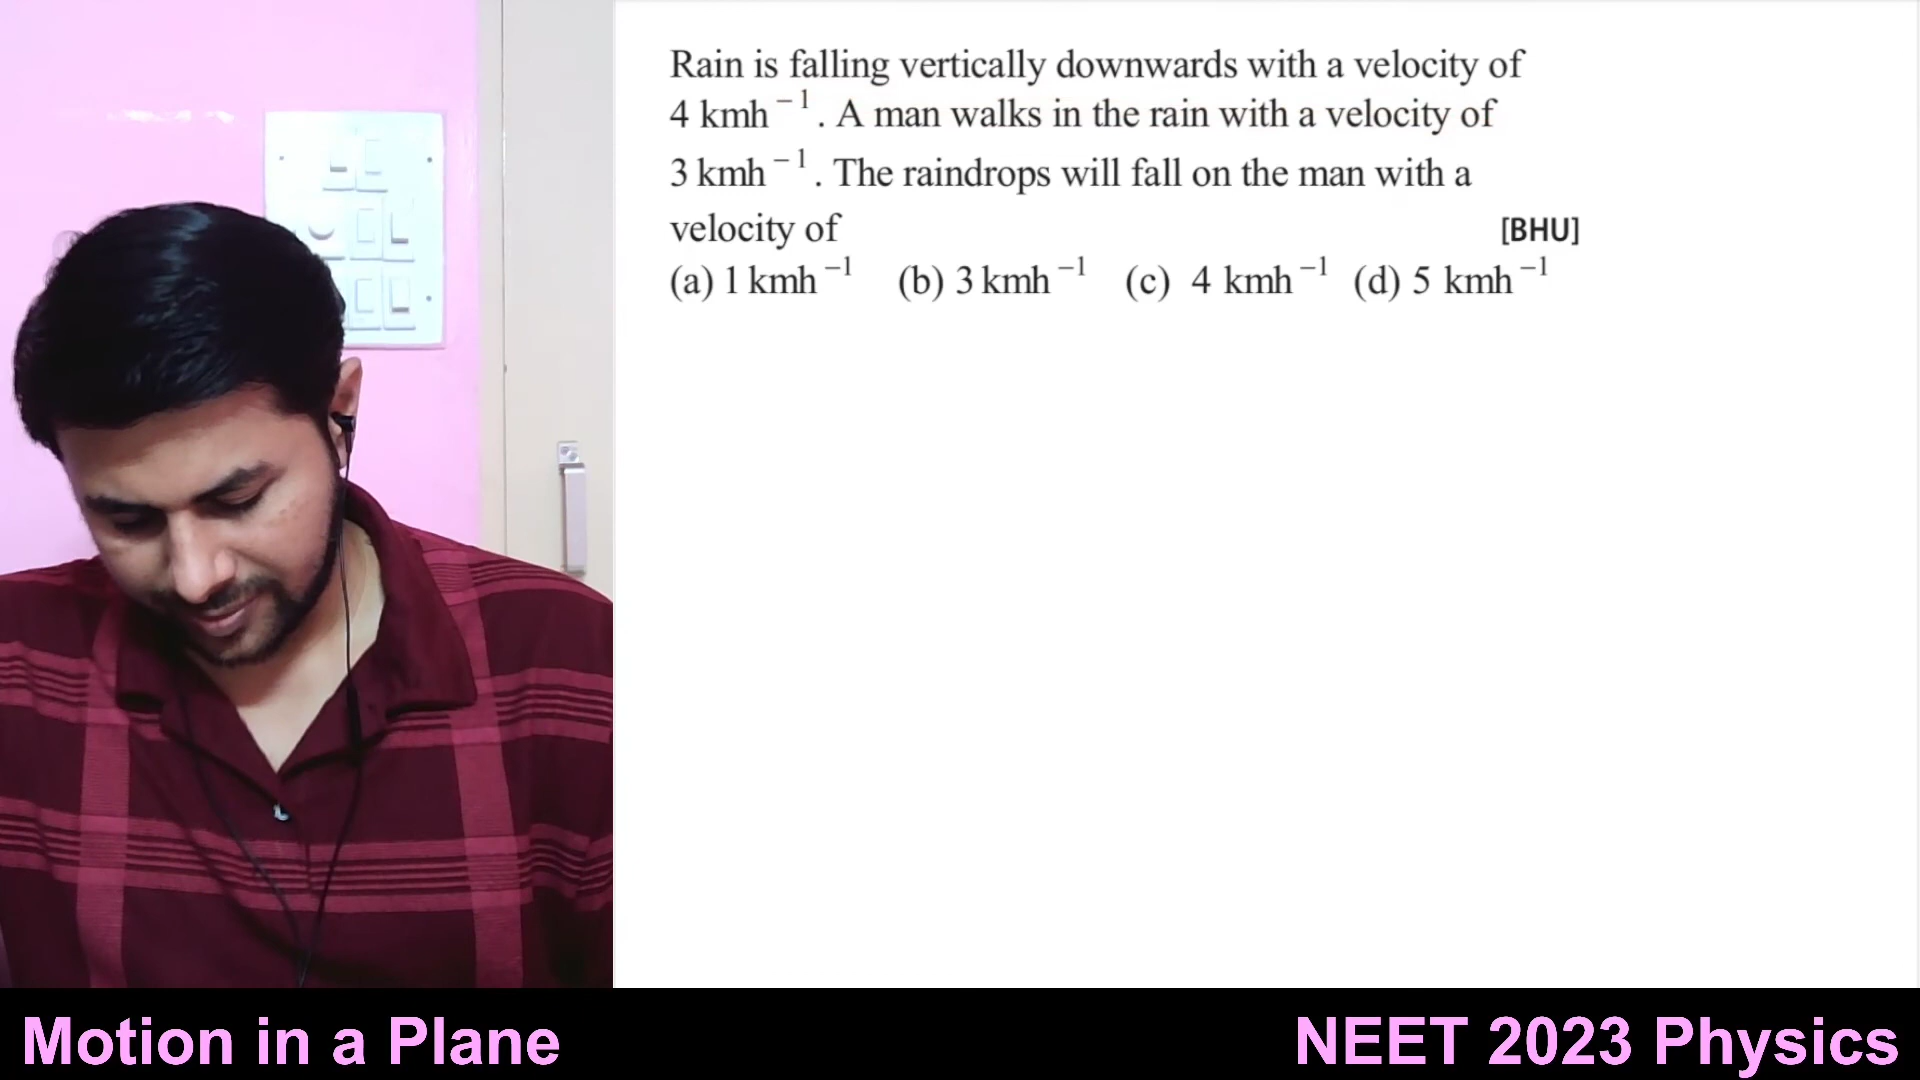 Rain is falling vertically downwards with a velocity of
4 kmh⁻¹. A man walks in the rain with a velocity of
3 kmh⁻¹. The raindrops will fall on the man with a
velocity of [BHU]
(a) 1 kmh⁻¹ (b) 3 kmh⁻¹ (c) 4 kmh⁻¹ (d) 5 kmh⁻¹
Motion in a Plane NEET 2023 Physics